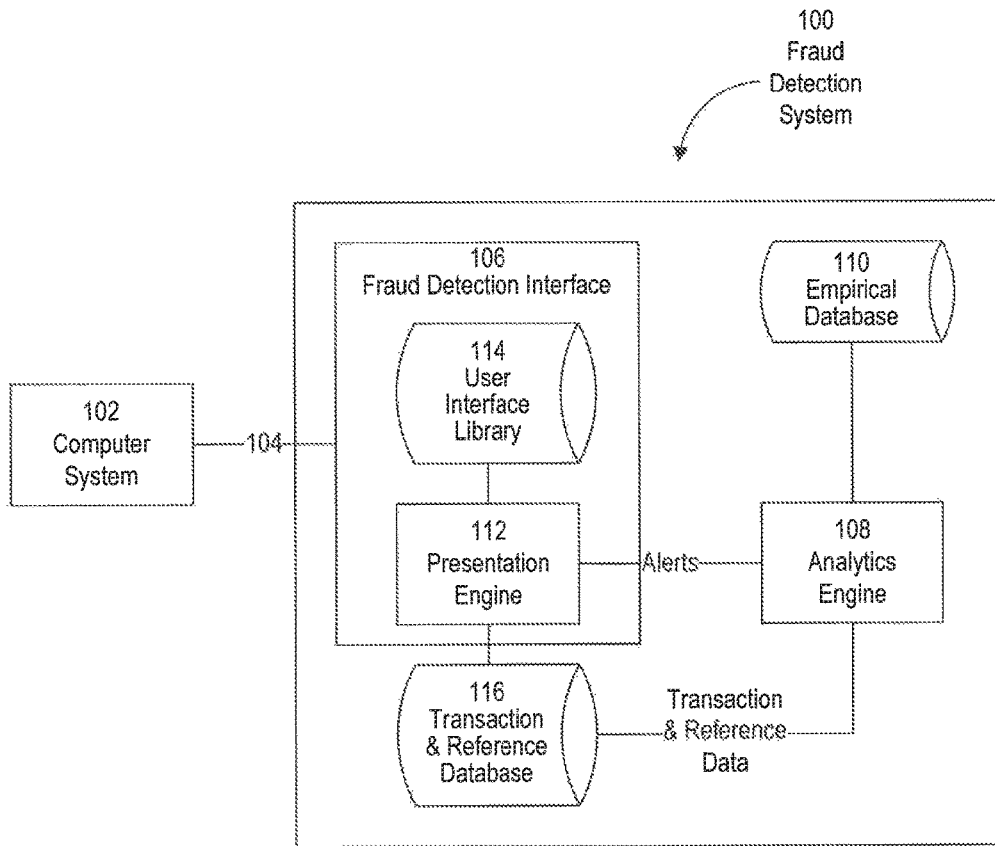 100
Fraud
Detection
System
106
Fraud Detection Interface
110
Empirical
Database
114
User
Interface
Library
102
Computer
System
104
112
Presentation
Engine
Alerts
108
Analytics
Engine
116
Transaction
& Reference
Database
Transaction
& Reference
Data